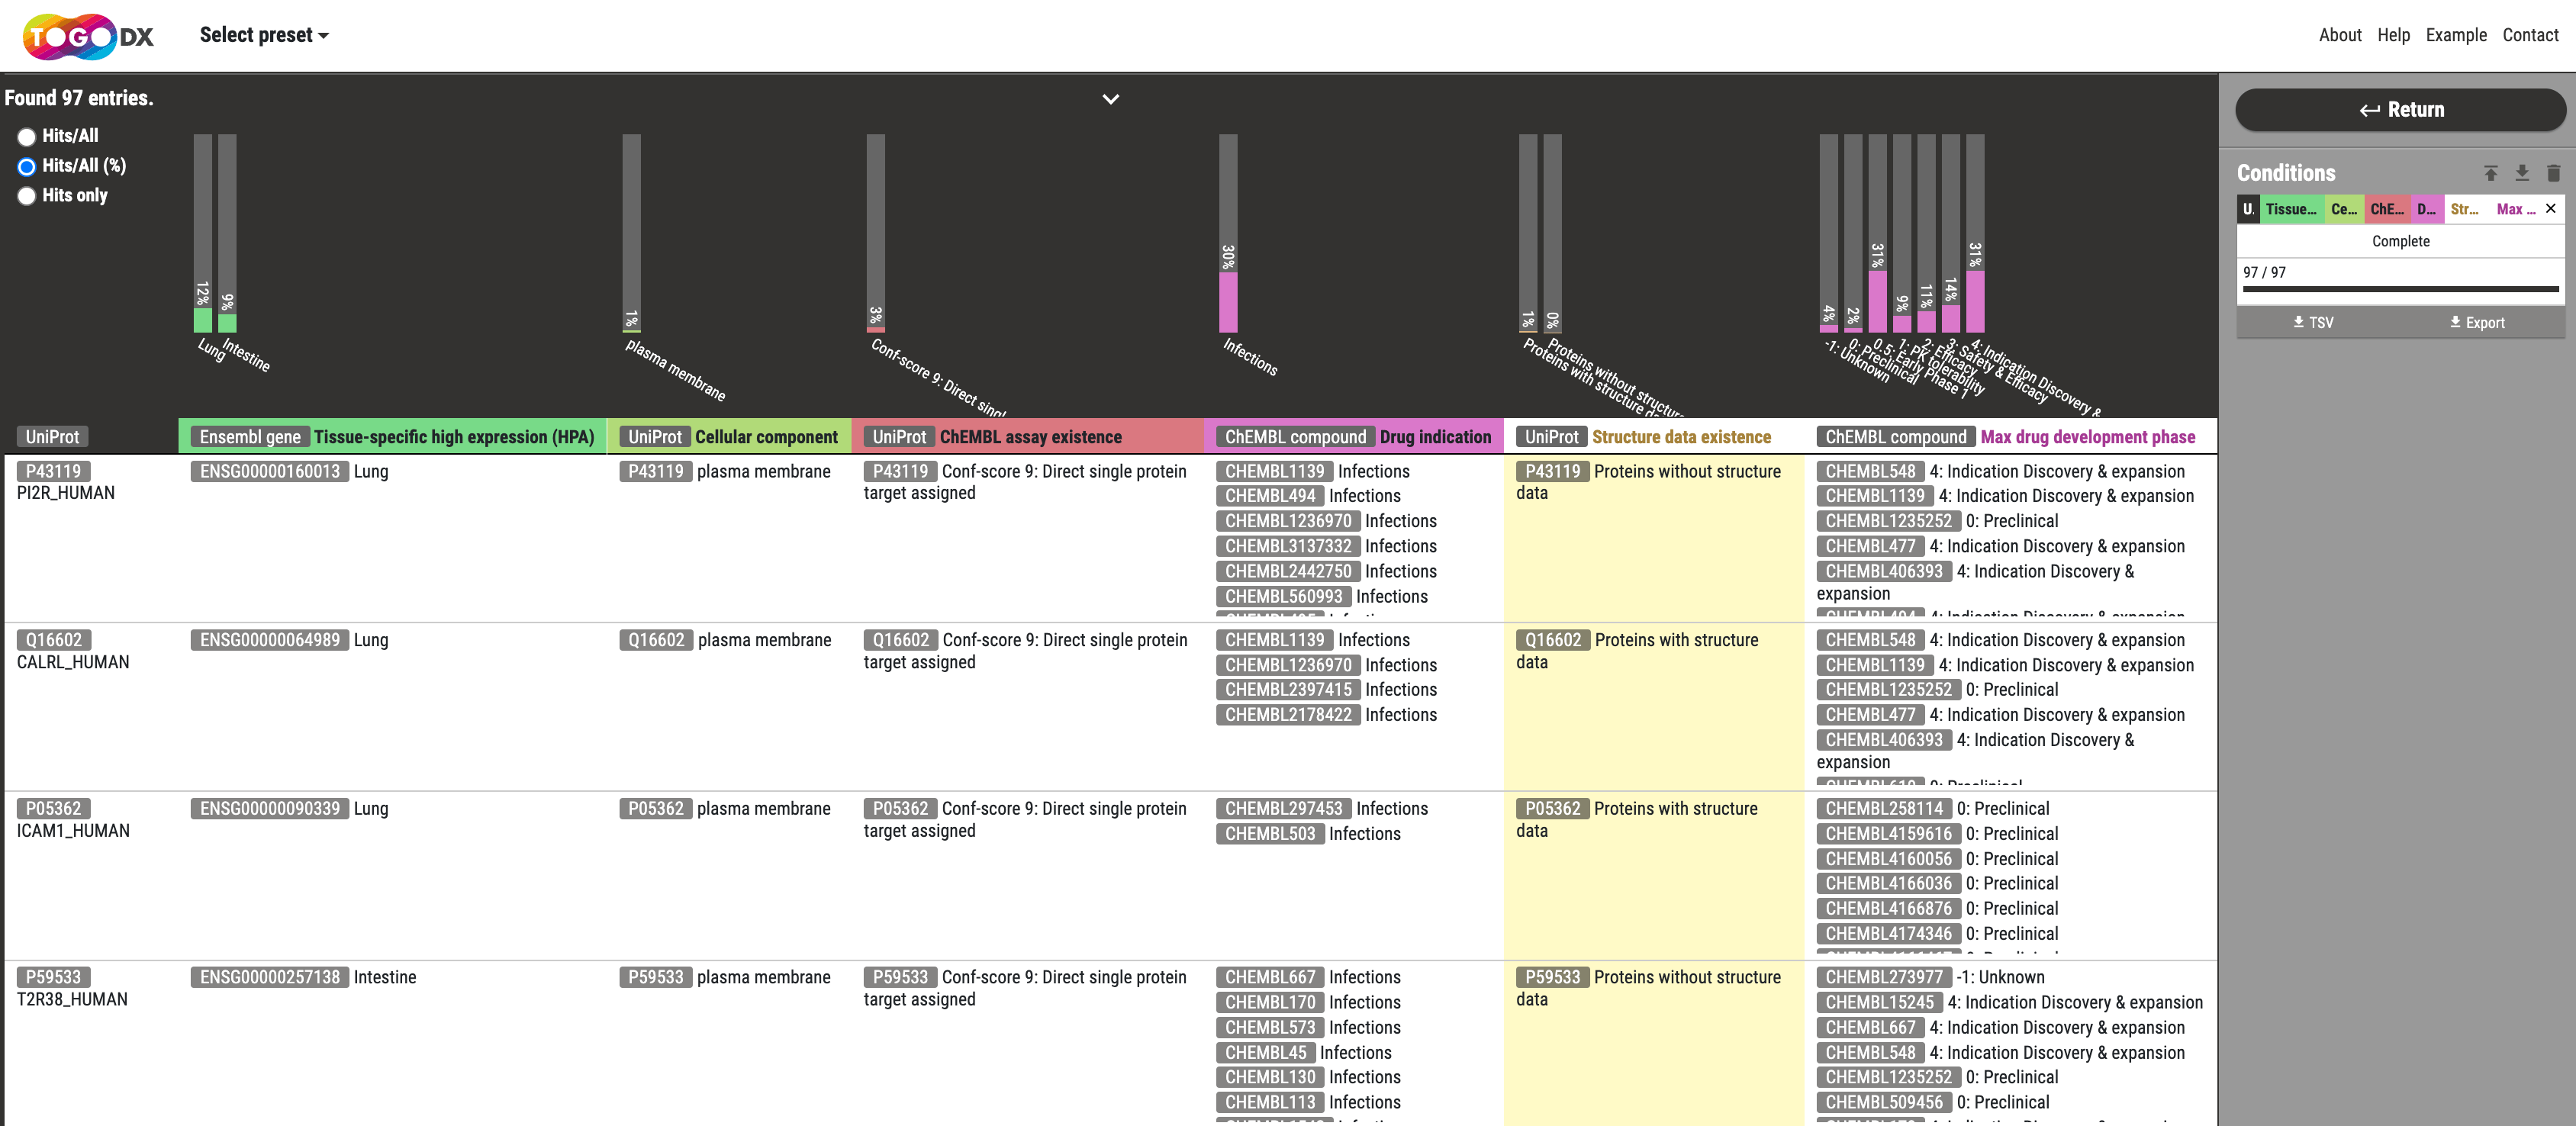 TOGO DX
Select preset
About Help Example Contact
Found 97 entries.
Hits/All
Hits/All (%)
Hits only
12% 9% 1% 3% 30% 1% 0% 4% 2% 31% 9% 11% 14% 31%
Lung
Intestine
plasma membrane
Conf-score 9: Direct singl
Infections
Proteins with structure da
Proteins without structure
-1: Unknown
0: Preclinical
0.5: Early Phase 1
1: PK tolerability
2: Efficacy
3: Safety & Efficacy
4: Indication Discovery &
Return
Conditions
U. Tissue... Ce... ChE... D... Str... Max ...
Complete
97 / 97
TSV Export
UniProt Ensembl gene Tissue-specific high expression (HPA) UniProt Cellular component UniProt ChEMBL assay existence ChEMBL compound Drug indication UniProt Structure data existence ChEMBL compound Max drug development phase
P43119
PI2R_HUMAN
ENSG00000160013 Lung
P43119 plasma membrane
P43119 Conf-score 9: Direct single protein
target assigned
CHEMBL1139 Infections
CHEMBL494 Infections
CHEMBL1236970 Infections
CHEMBL3137332 Infections
CHEMBL2442750 Infections
CHEMBL560993 Infections
P43119 Proteins without structure
data
CHEMBL548 4: Indication Discovery & expansion
CHEMBL1139 4: Indication Discovery & expansion
CHEMBL1235252 0: Preclinical
CHEMBL477 4: Indication Discovery & expansion
CHEMBL406393 4: Indication Discovery &
expansion
CHEMBL494 4: Indication Discovery & expansion
Q16602
CALRL_HUMAN
ENSG00000064989 Lung
Q16602 plasma membrane
Q16602 Conf-score 9: Direct single protein
target assigned
CHEMBL1139 Infections
CHEMBL1236970 Infections
CHEMBL2397415 Infections
CHEMBL2178422 Infections
Q16602 Proteins with structure
data
CHEMBL548 4: Indication Discovery & expansion
CHEMBL1139 4: Indication Discovery & expansion
CHEMBL1235252 0: Preclinical
CHEMBL477 4: Indication Discovery & expansion
CHEMBL406393 4: Indication Discovery &
expansion
P05362
ICAM1_HUMAN
ENSG00000090339 Lung
P05362 plasma membrane
P05362 Conf-score 9: Direct single protein
target assigned
CHEMBL297453 Infections
CHEMBL503 Infections
P05362 Proteins with structure
data
CHEMBL258114 0: Preclinical
CHEMBL4159616 0: Preclinical
CHEMBL4160056 0: Preclinical
CHEMBL4166036 0: Preclinical
CHEMBL4166876 0: Preclinical
CHEMBL4174346 0: Preclinical
P59533
T2R38_HUMAN
ENSG00000257138 Intestine
P59533 plasma membrane
P59533 Conf-score 9: Direct single protein
target assigned
CHEMBL667 Infections
CHEMBL170 Infections
CHEMBL573 Infections
CHEMBL45 Infections
CHEMBL130 Infections
CHEMBL113 Infections
P59533 Proteins without structure
data
CHEMBL273977 -1: Unknown
CHEMBL15245 4: Indication Discovery & expansion
CHEMBL667 4: Indication Discovery & expansion
CHEMBL548 4: Indication Discovery & expansion
CHEMBL1235252 0: Preclinical
CHEMBL509456 0: Preclinical